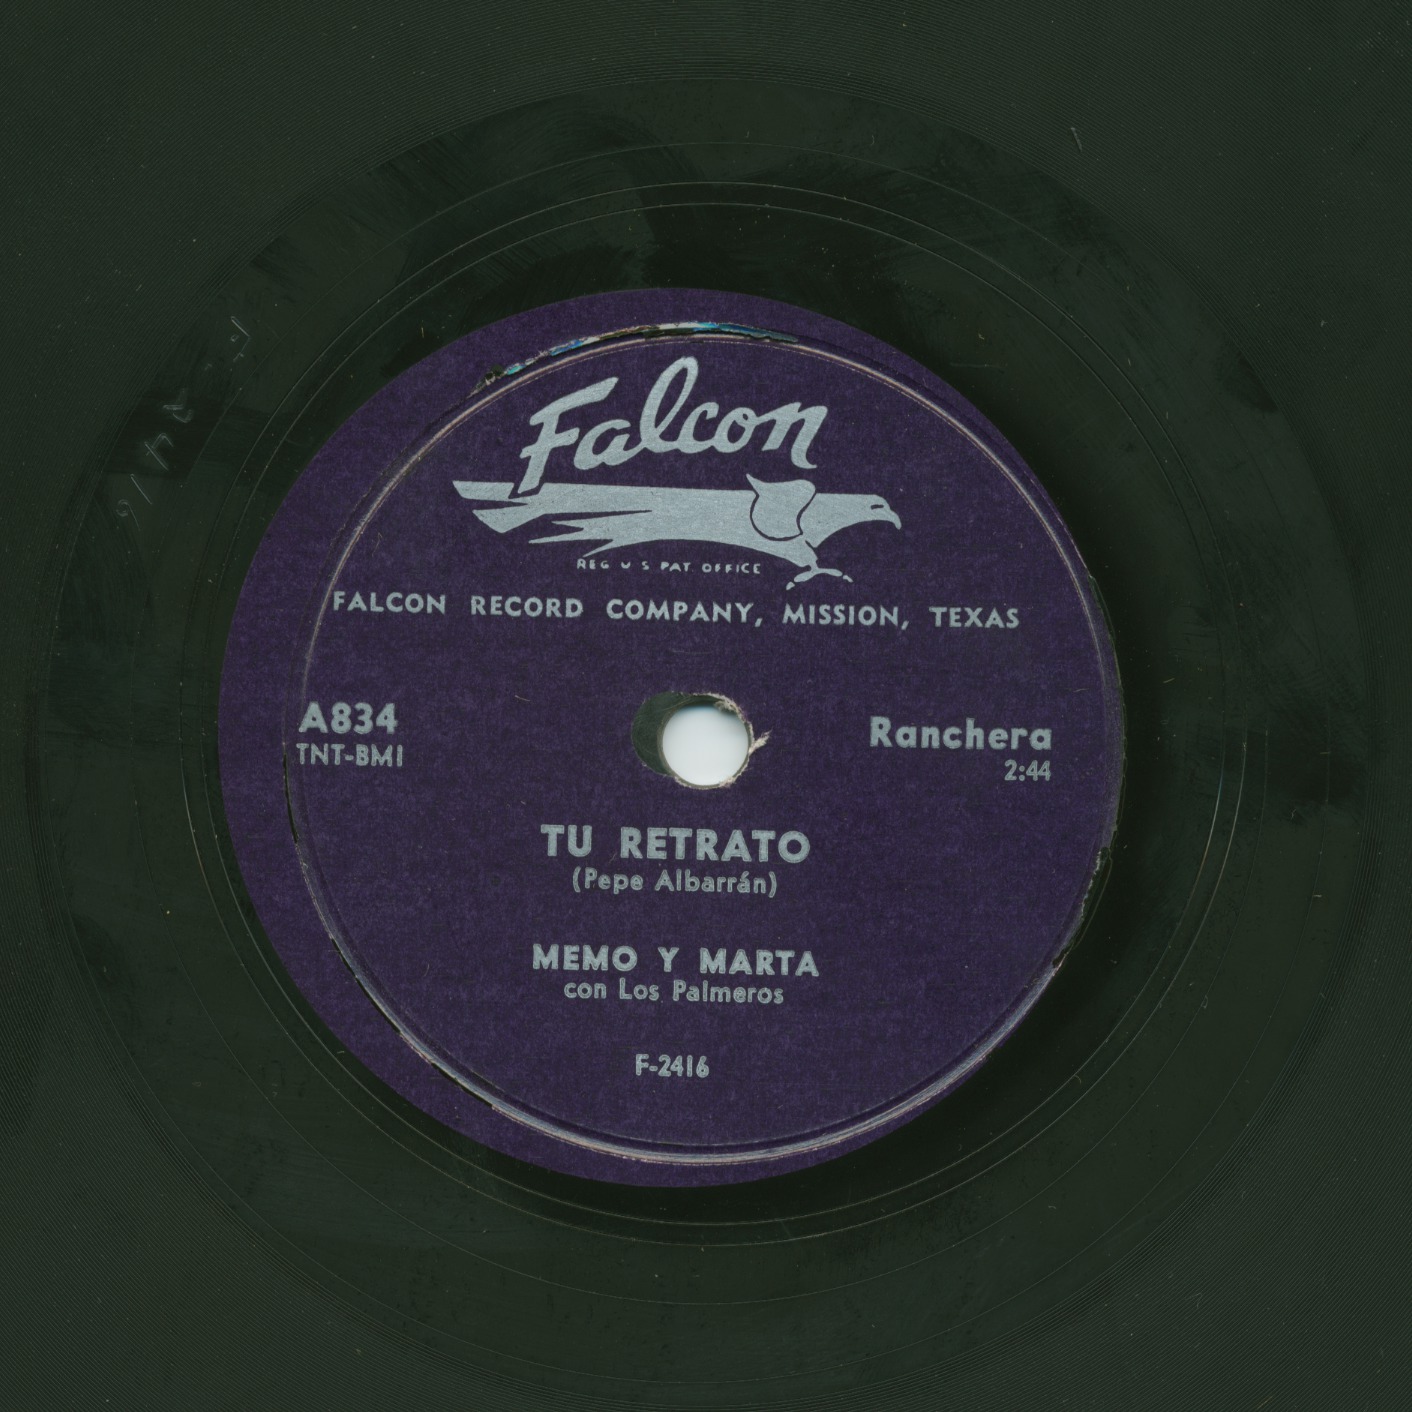 Falcon
REG U S PAT OFFICE
FALCON RECORD COMPANY, MISSION, TEXAS
A834
TNT-BMI
Ranchera
2:44
TU RETRATO
(Pepe Albarrán)
MEMO Y MARTA
con Los Palmeros
F-2416